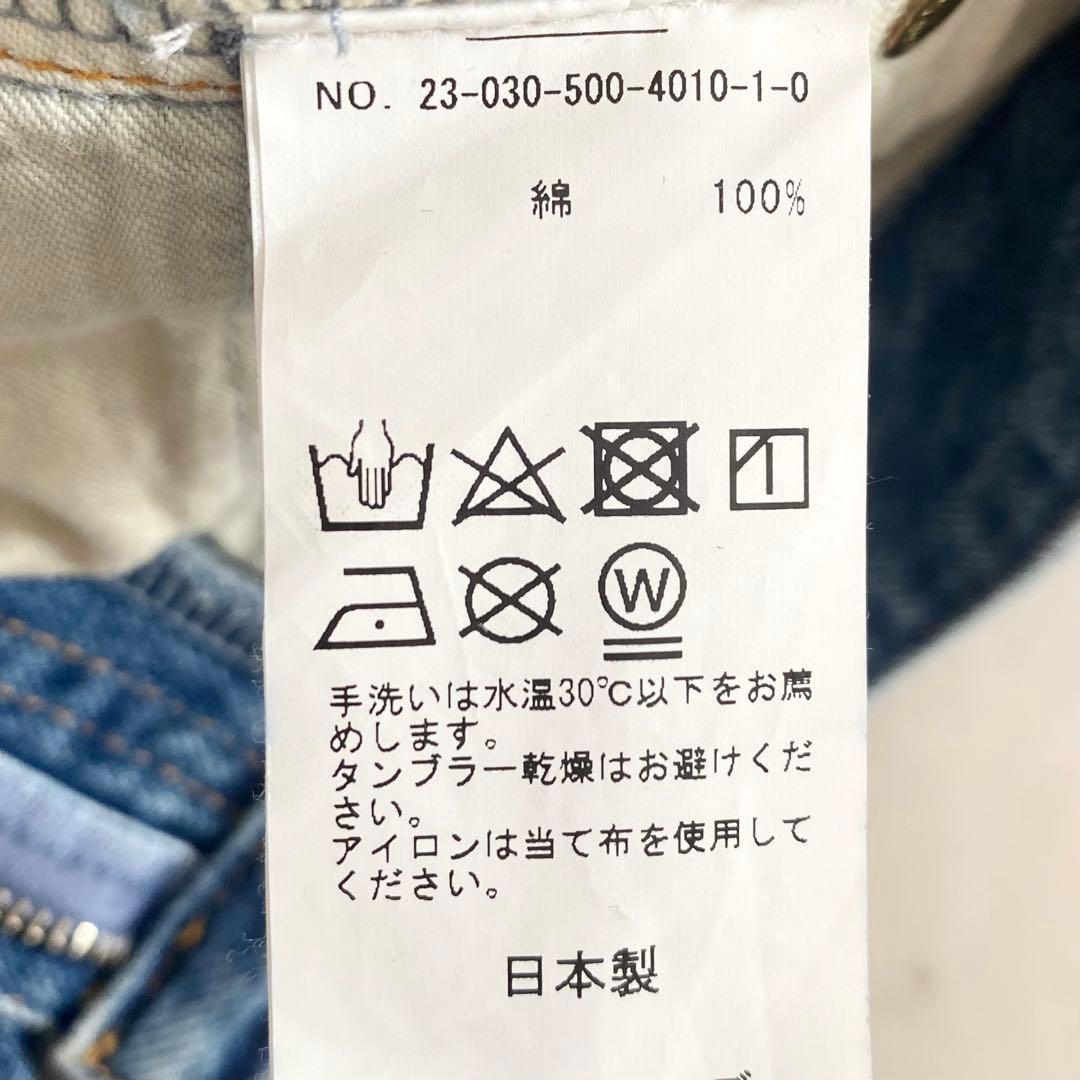 NO. 23-030-500-4010-1-0
綿 100%
W
手洗いは水温30℃以下をお薦
めします。
タンブラー乾燥はお避けくだ
さい。
アイロンは当て布を使用して
ください。
日本製